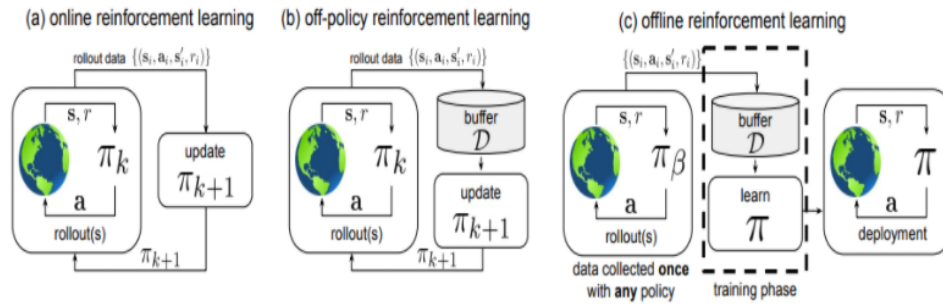 (a) online reinforcement learning
rollout data {(s_i, a_i, s'_i, r_i)}
s, r
π_k
a
rollout(s)
update
π_{k+1}
π_{k+1}
(b) off-policy reinforcement learning
rollout data {(s_i, a_i, s'_i, r_i)}
s, r
π_k
a
rollout(s)
buffer
D
update
π_{k+1}
π_{k+1}
(c) offline reinforcement learning
{(s_i, a_i, s'_i, r_i)}
s, r
π_β
a
rollout(s)
data collected once
with any policy
buffer
D
learn
π
training phase
s, r
π
a
deployment